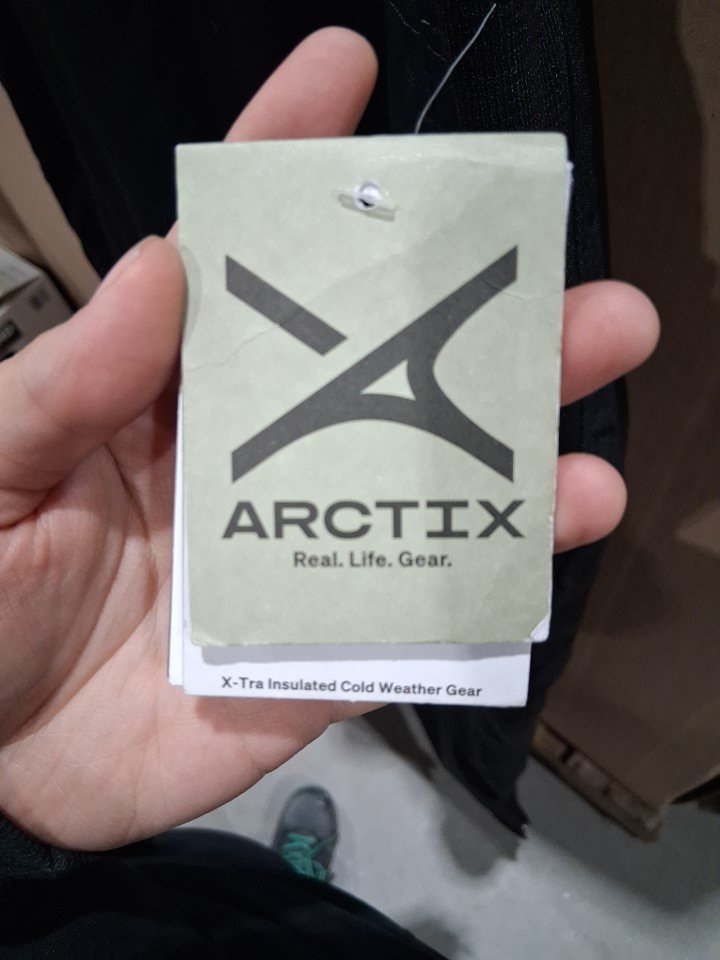 ARCTIX
Real. Life. Gear.
X-Tra Insulated Cold Weather Gear